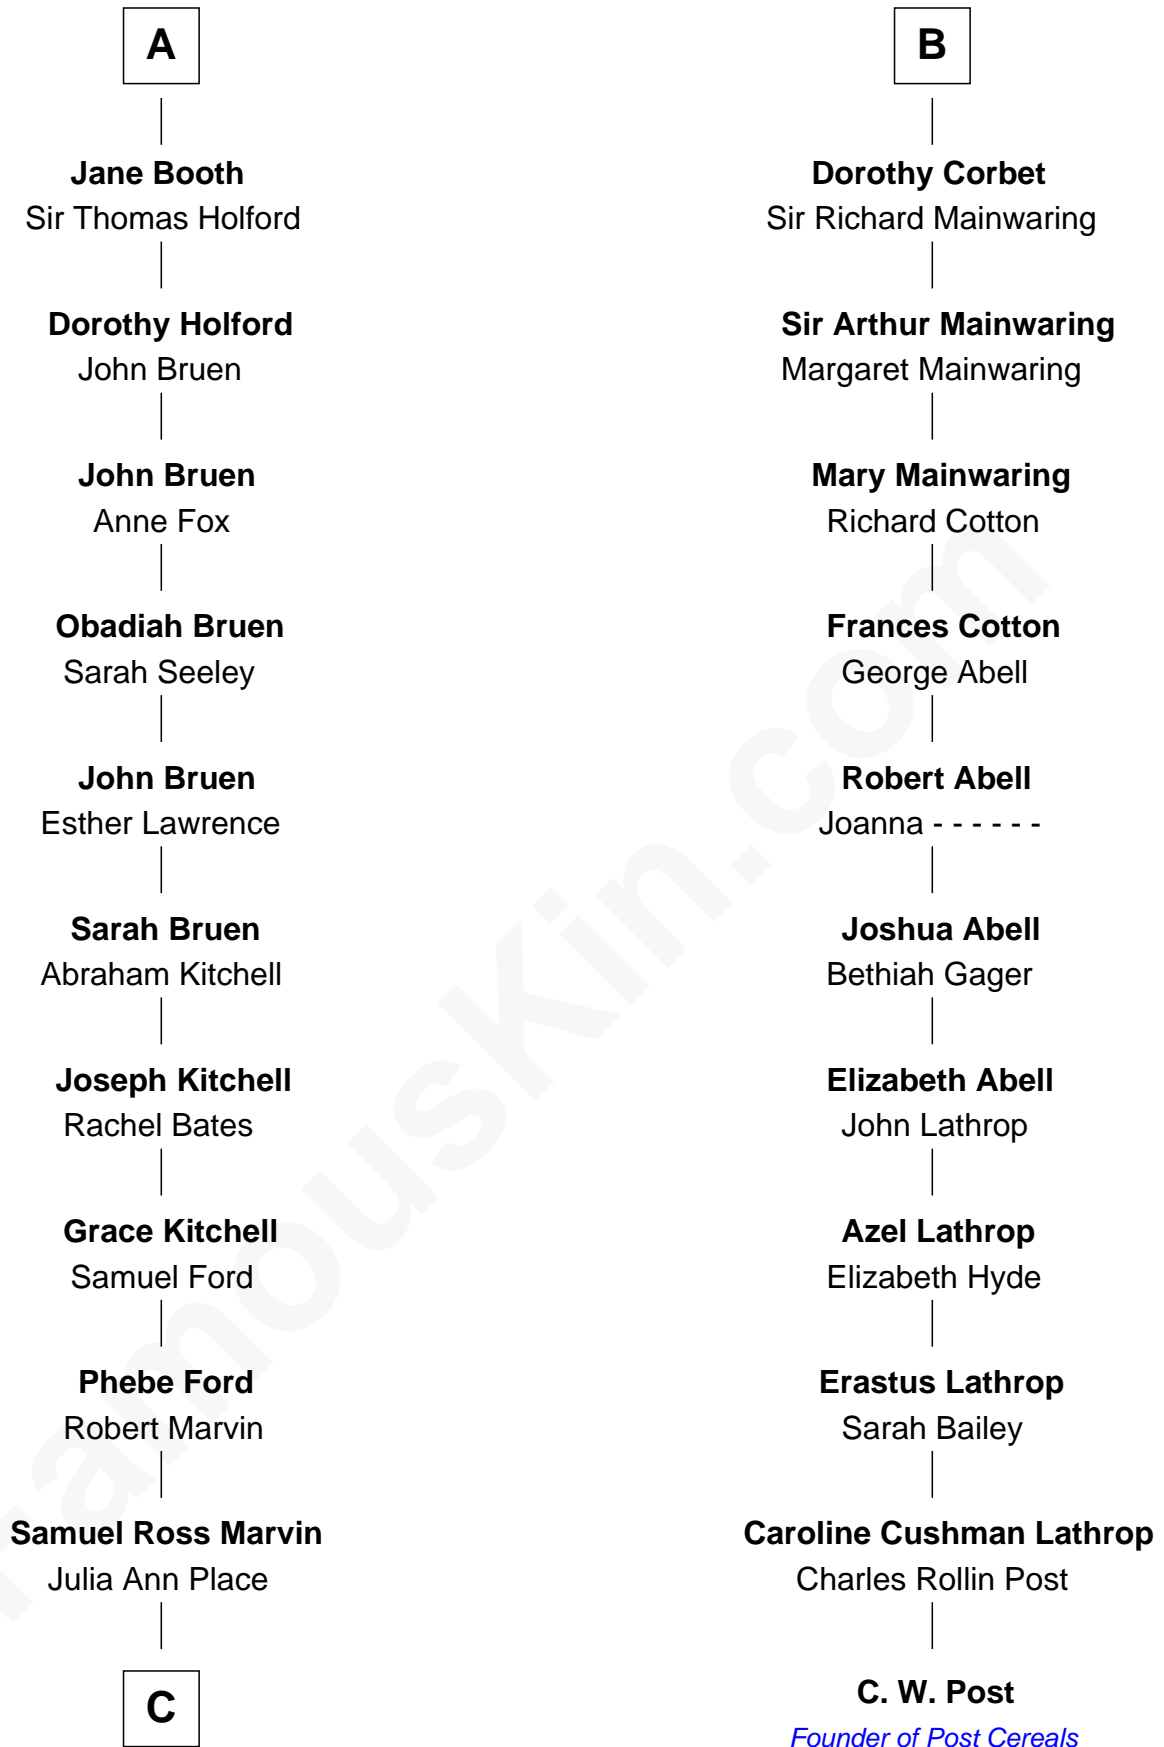 A
Jane Booth
Sir Thomas Holford
Dorothy Holford
John Bruen
John Bruen
Anne Fox
Obadiah Bruen
Sarah Seeley
John Bruen
Esther Lawrence
Sarah Bruen
Abraham Kitchell
Joseph Kitchell
Rachel Bates
Grace Kitchell
Samuel Ford
Phebe Ford
Robert Marvin
Samuel Ross Marvin
Julia Ann Place
C
B
Dorothy Corbet
Sir Richard Mainwaring
Sir Arthur Mainwaring
Margaret Mainwaring
Mary Mainwaring
Richard Cotton
Frances Cotton
George Abell
Robert Abell
Joanna - - - - - -
Joshua Abell
Bethiah Gager
Elizabeth Abell
John Lathrop
Azel Lathrop
Elizabeth Hyde
Erastus Lathrop
Sarah Bailey
Caroline Cushman Lathrop
Charles Rollin Post
C. W. Post
Founder of Post Cereals
FamousKin.com